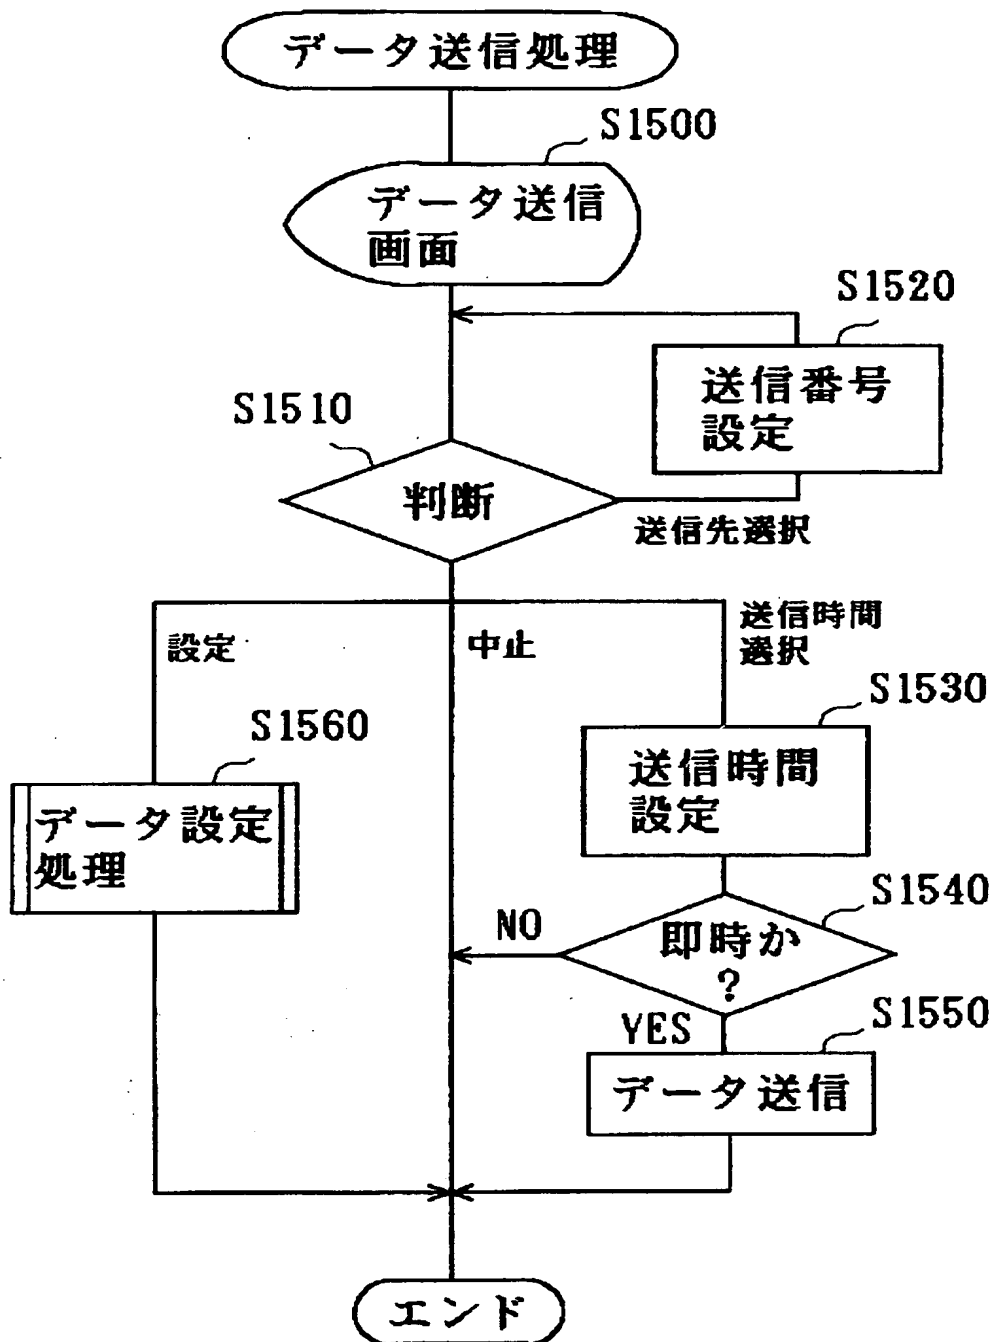 データ送信処理
S1500
データ送信
画面
S1520
送信番号
設定
S1510
判断
送信先選択
設定
中止
送信時間
選択
S1530
送信時間
設定
S1560
データ設定
処理
S1540
即時か
?
NO
YES
S1550
データ送信
エンド